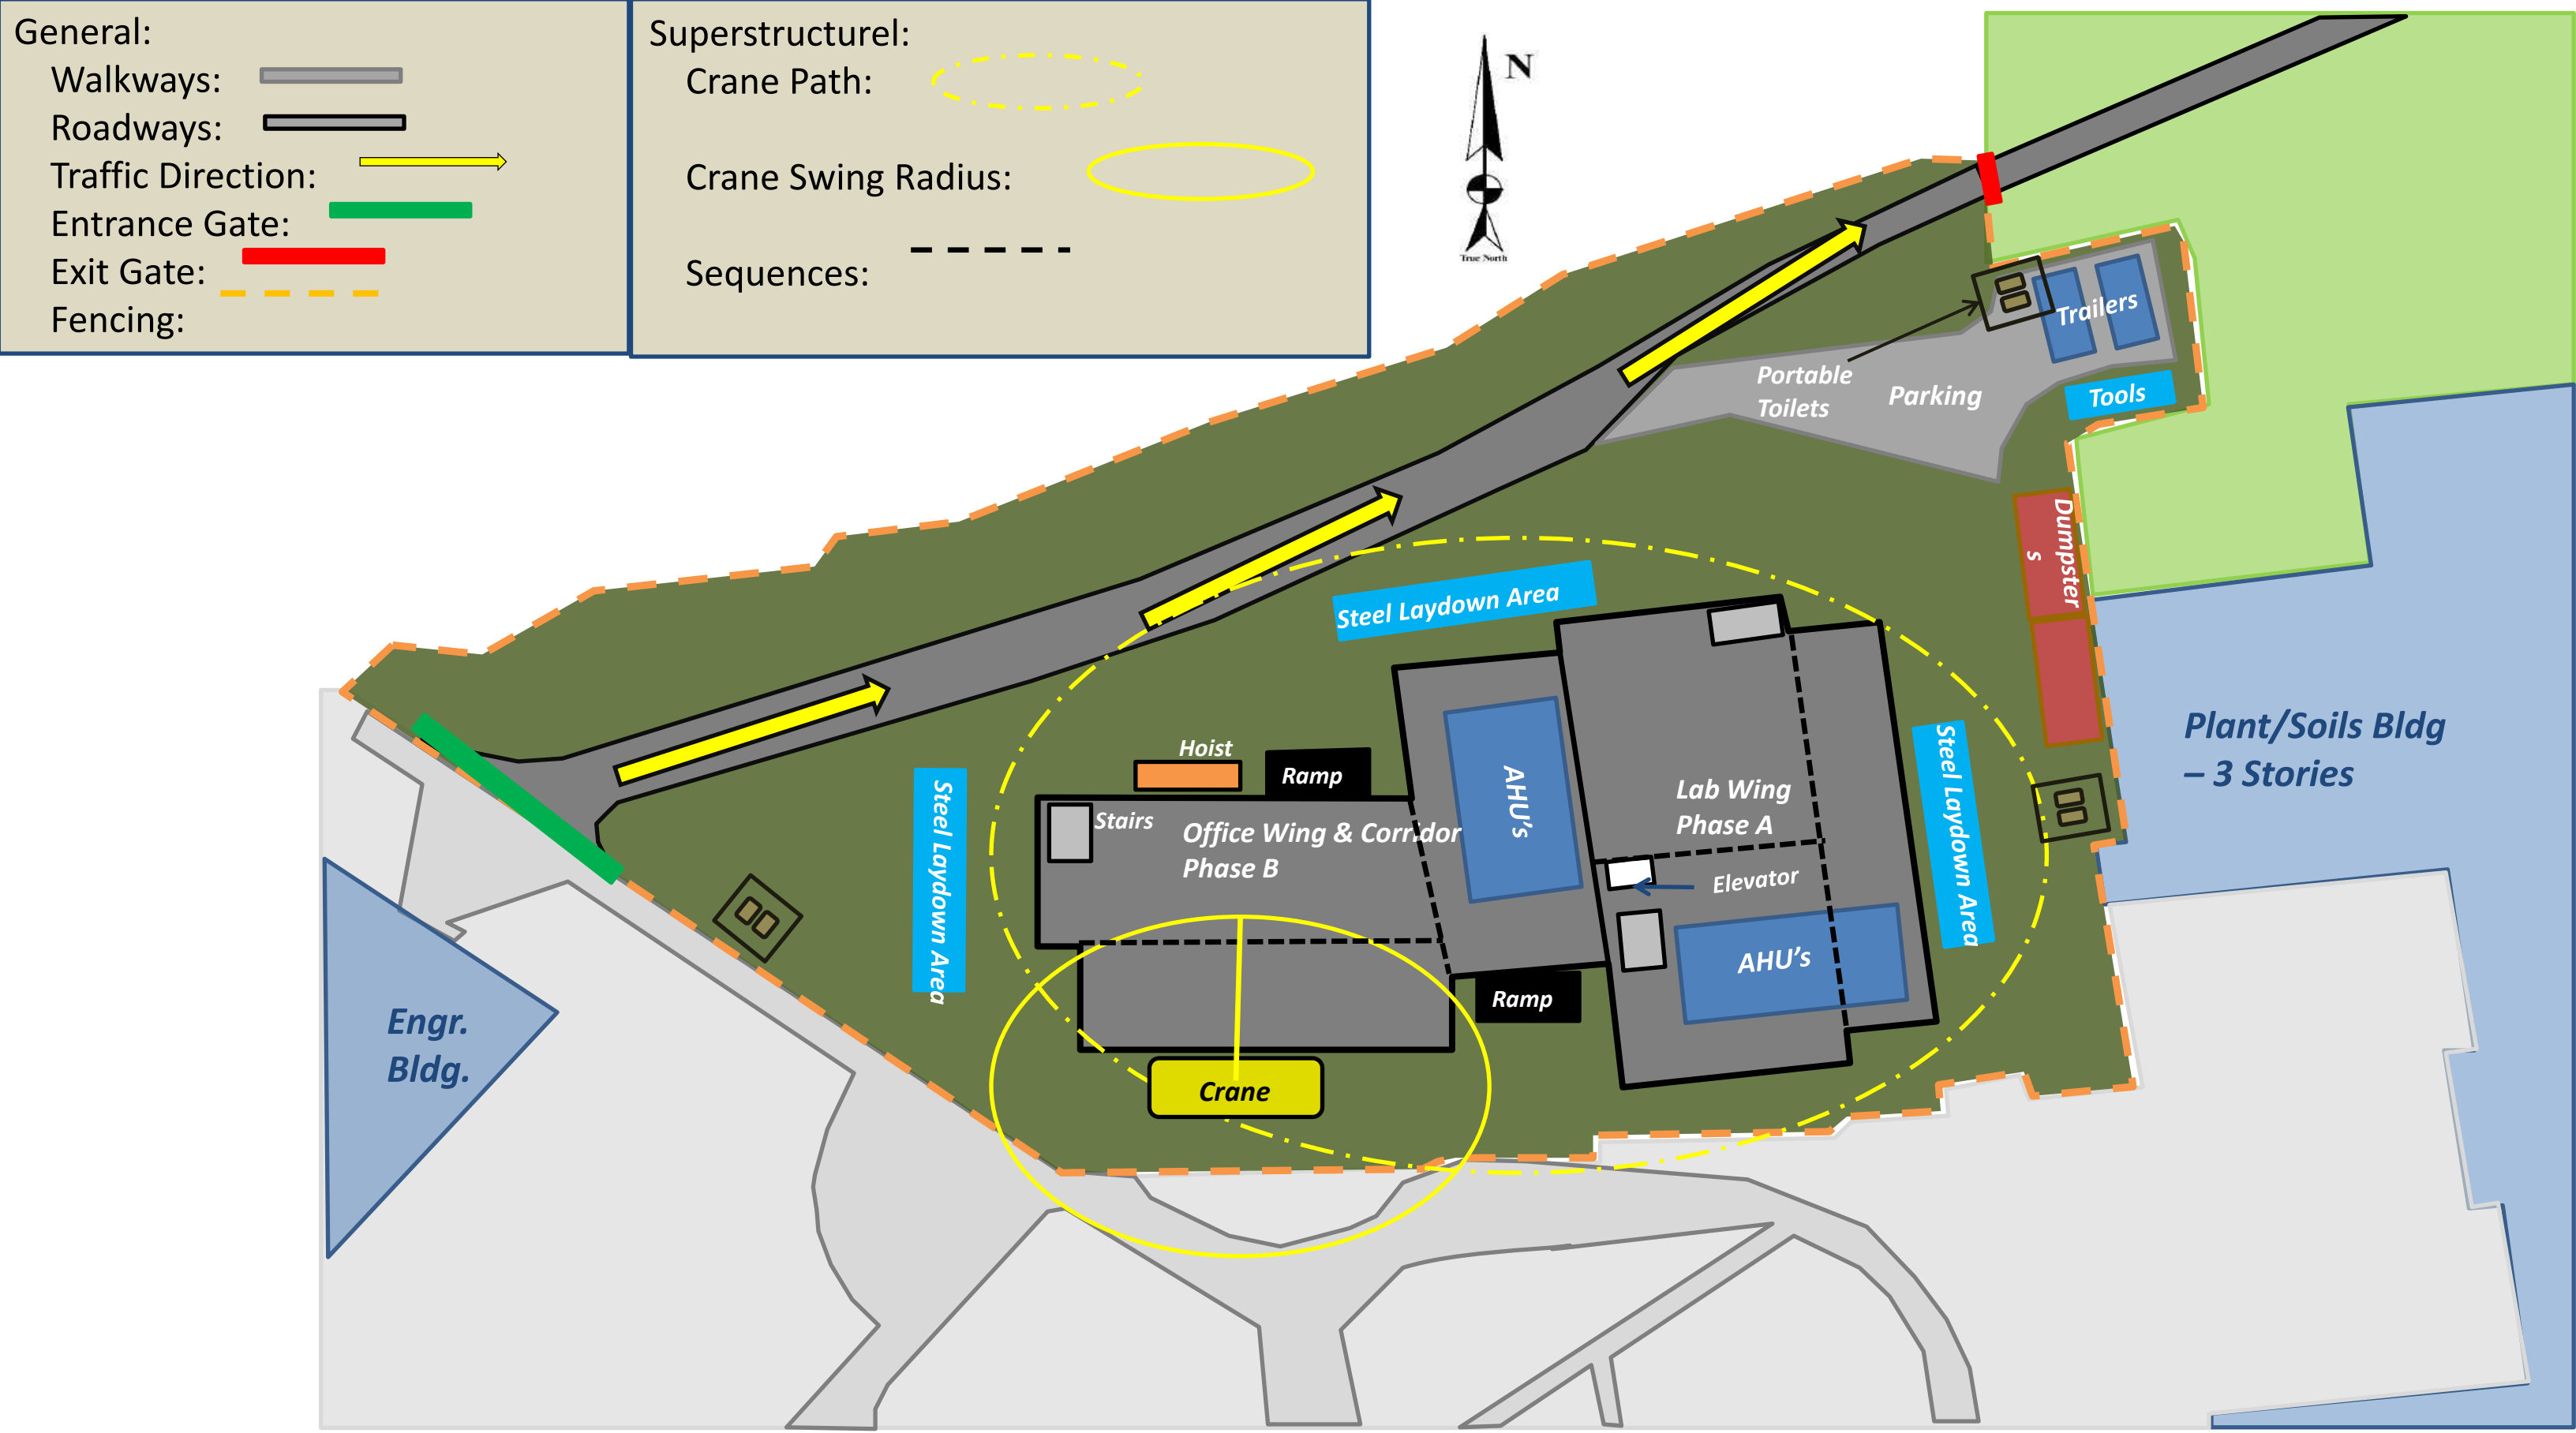 General:
Walkways:
Roadways:
Traffic Direction:
Entrance Gate:
Exit Gate:
Fencing:
Superstructurel:
Crane Path:
Crane Swing Radius:
Sequences:
N
True North
Trailers
Portable
Toilets
Parking
Tools
Dumpster
s
Steel Laydown Area
Plant/Soils Bldg
– 3 Stories
Hoist
Ramp
AHU's
Lab Wing
Phase A
Steel Laydown Area
Steel Laydown Area
Stairs
Office Wing & Corridor
Phase B
Elevator
AHU's
Ramp
Engr.
Bldg.
Crane